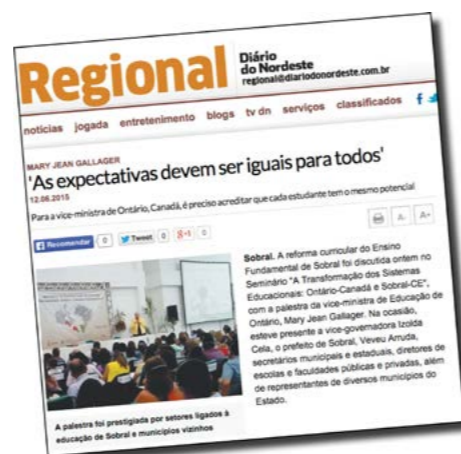 Regional
Diário
do Nordeste
regional@diariodonordeste.com.br
notícias jogada entretenimento blogs tv dn serviços classificados
MARY JEAN GALLAGER
'As expectativas devem ser iguais para todos'
12.06.2015
Para a vice-ministra de Ontário, Canadá, é preciso acreditar que cada estudante tem o mesmo potencial
Recomendar 0 Tweet 0 g+1 0
A- A+
Sobral. A reforma curricular do Ensino
Fundamental de Sobral foi discutida ontem no
Seminário "A Transformação dos Sistemas
Educacionais: Ontário-Canadá e Sobral-CE",
com a palestra da vice-ministra de Educação de
Ontário, Mary Jean Gallager. Na ocasião,
esteve presente a vice-governadora Izolda
Cela, o prefeito de Sobral, Veveu Arruda,
secretários municipais e estaduais, diretores de
escolas e faculdades públicas e privadas, além
de representantes de diversos municípios do
Estado.
A palestra foi prestigiada por setores ligados à
educação de Sobral e municípios vizinhos